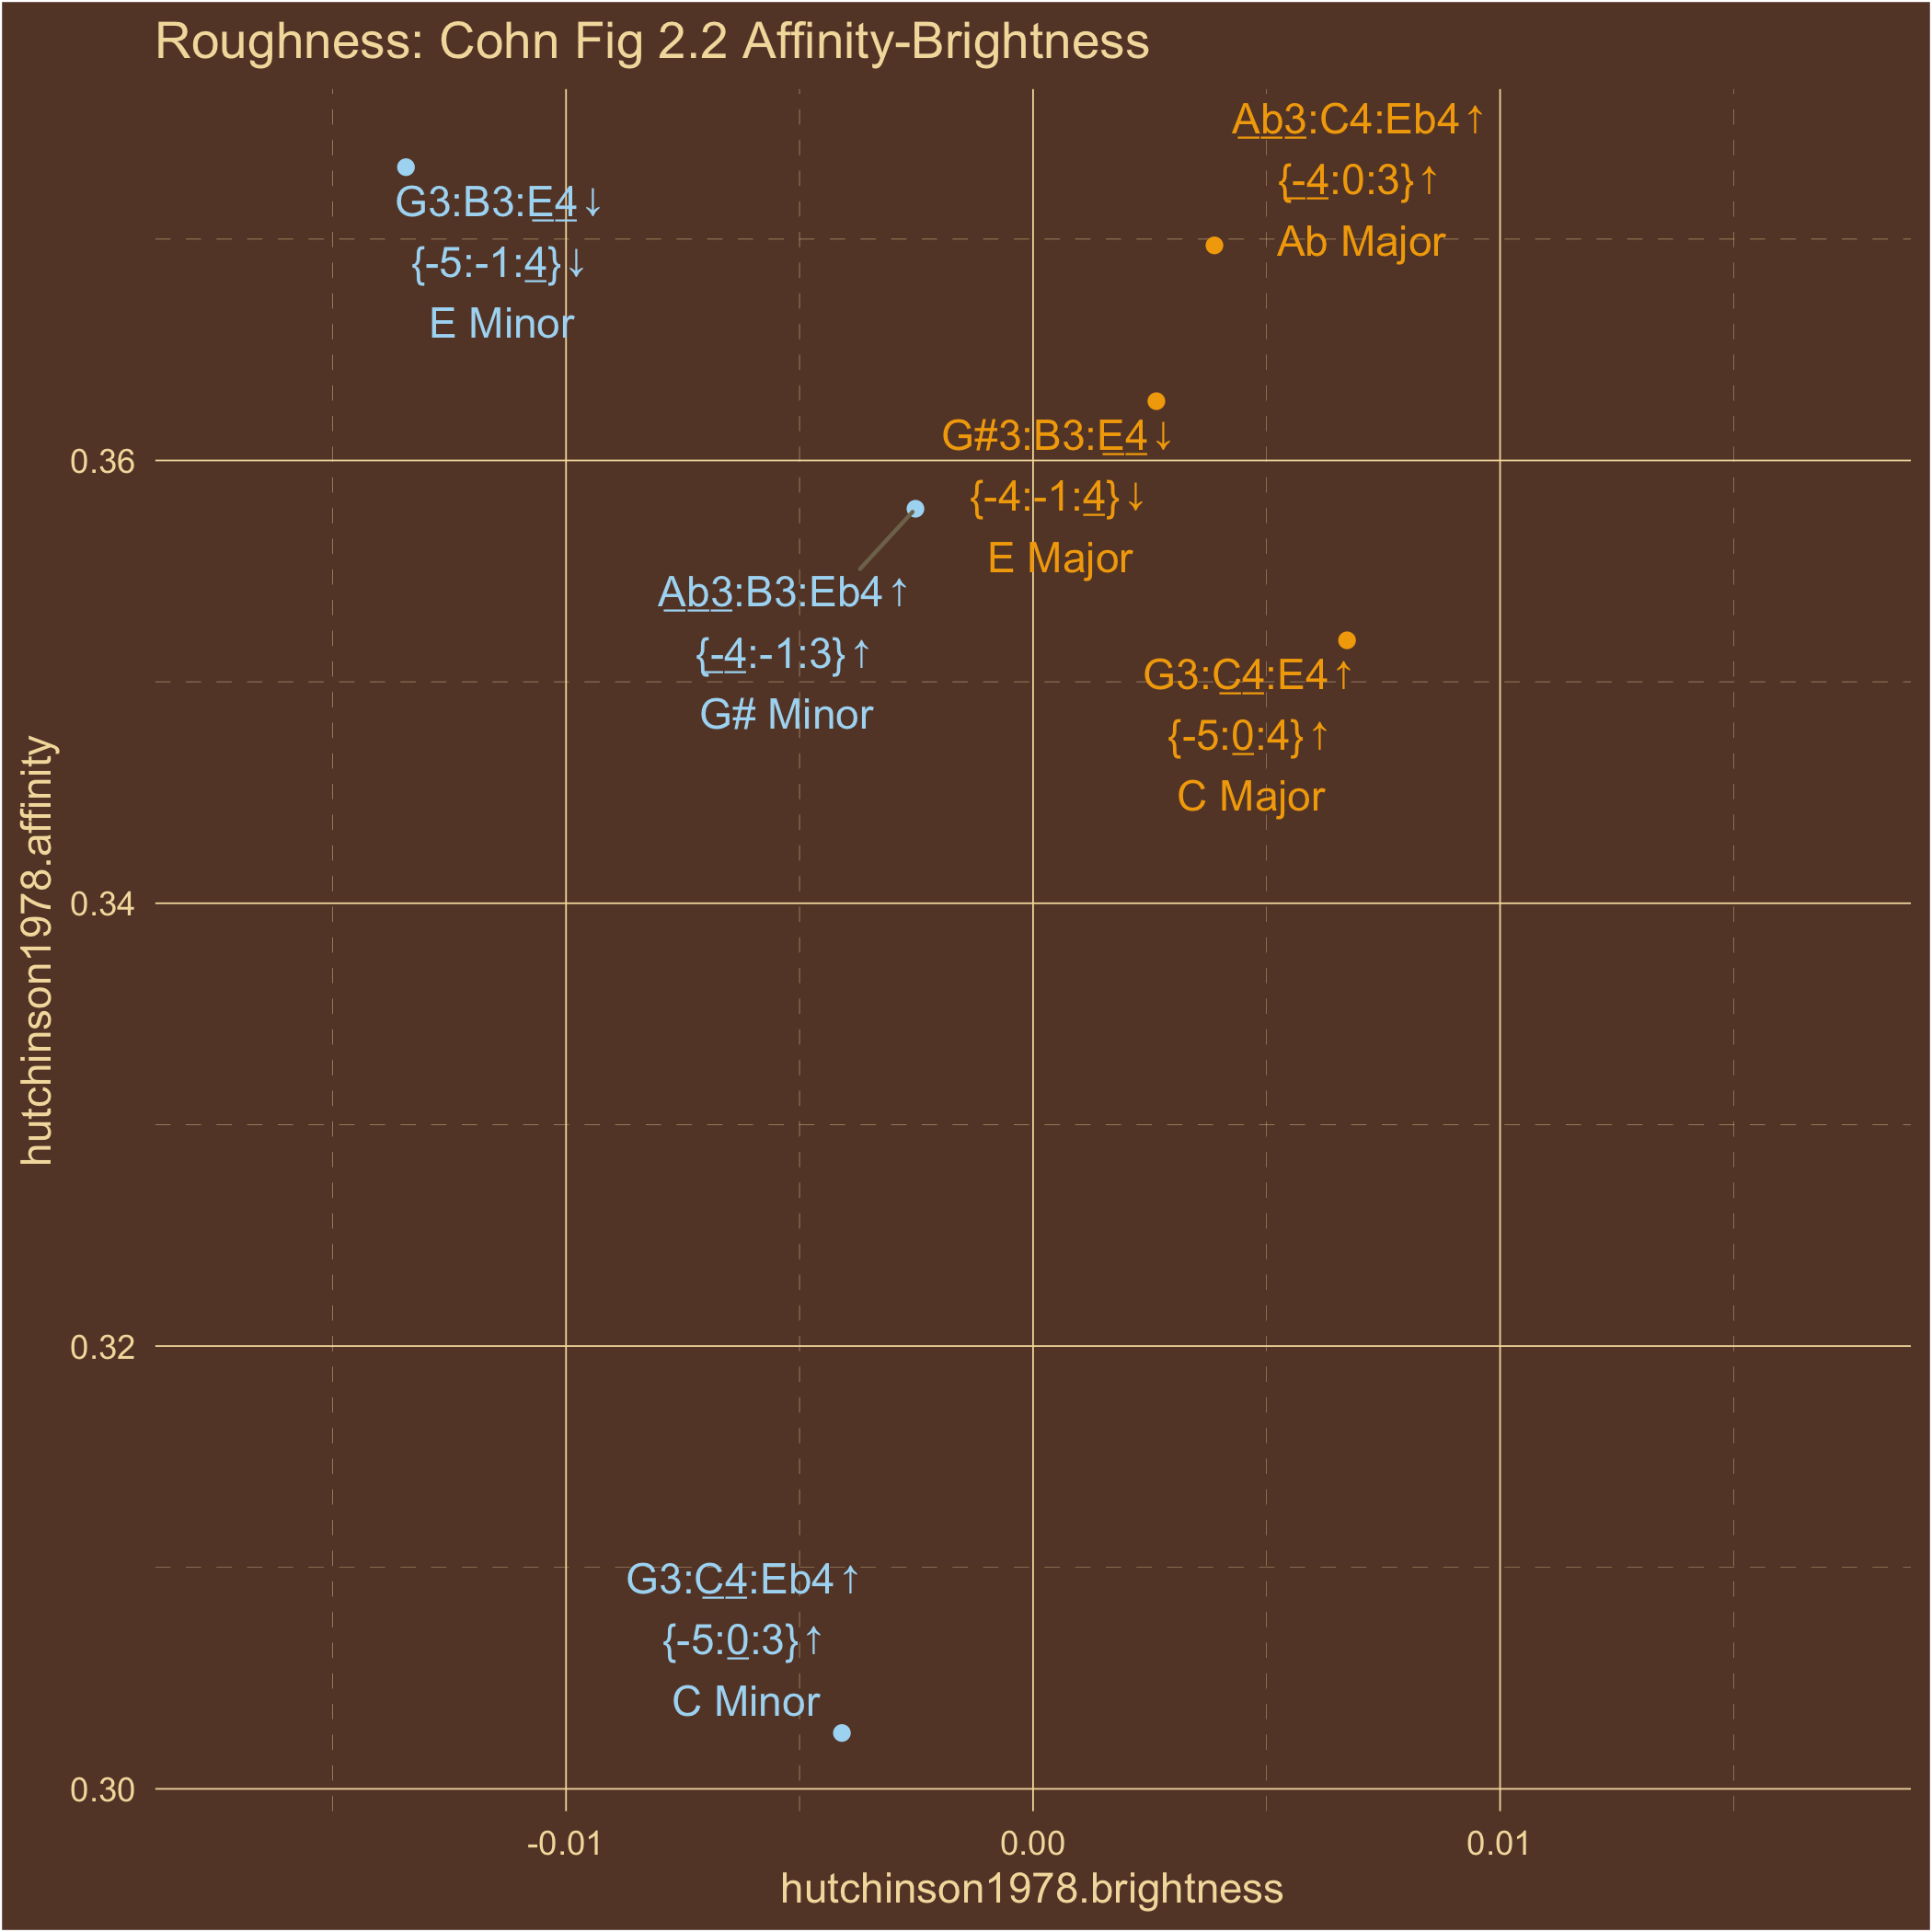 Roughness: Cohn Fig 2.2 Affinity-Brightness
Ab3:C4:Eb4↑
{-4:0:3}↑
Ab Major
G3:B3:E4↓
{-5:-1:4}↓
E Minor
G#3:B3:E4↓
{-4:-1:4}↓
E Major
Ab3:B3:Eb4↑
{-4:-1:3}↑
G# Minor
G3:C4:E4↑
{-5:0:4}↑
C Major
G3:C4:Eb4↑
{-5:0:3}↑
C Minor
hutchinson1978.affinity
0.36
0.34
0.32
0.30
-0.01
0.00
0.01
hutchinson1978.brightness